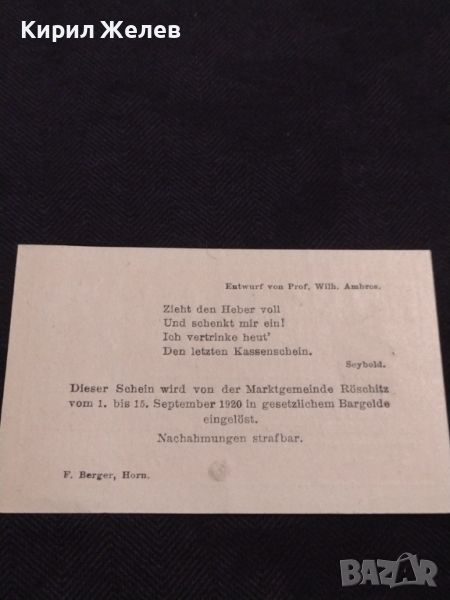 Кирил Желев
Entwurf von Prof. Wilh. Ambros.
Zieht den Heber voll
Und schenkt mir ein!
Ich vertrinke heut'
Den letzten Kassenschein.
Seybold.
Dieser Schein wird von der Marktgemeinde Röschitz
vom 1. bis 15. September 1920 in gesetzlichem Bargelde
eingelöst.
Nachahmungen strafbar.
F. Berger, Horn.
BAZAR